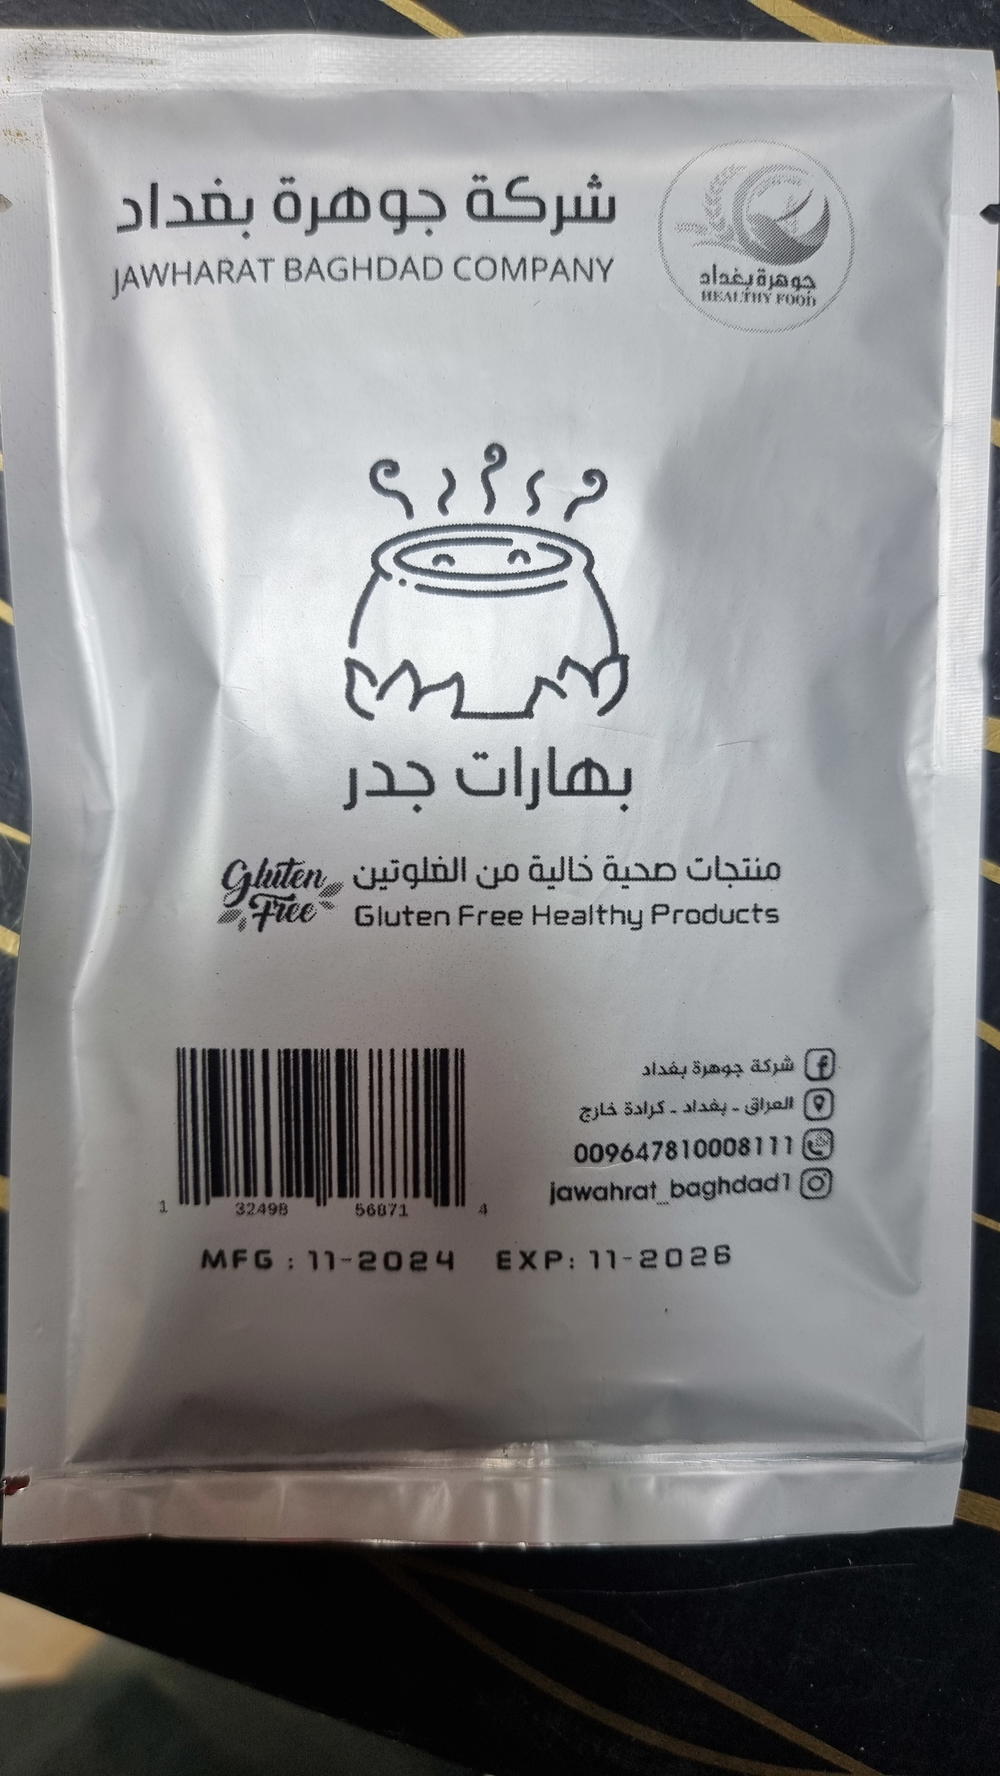 شركة جوهرة بغداد
JAWHARAT BAGHDAD COMPANY
جوهرة بغداد
HEALTHY FOOD
بهارات جدر
Gluten Free
منتجات صحية خالية من الغلوتين
Gluten Free Healthy Products
شركة جوهرة بغداد
العراق - بغداد - كرادة خارج
009647810008111
jawahrat_baghdad1
1 32498 56871 4
MFG : 11-2024 EXP: 11-2026